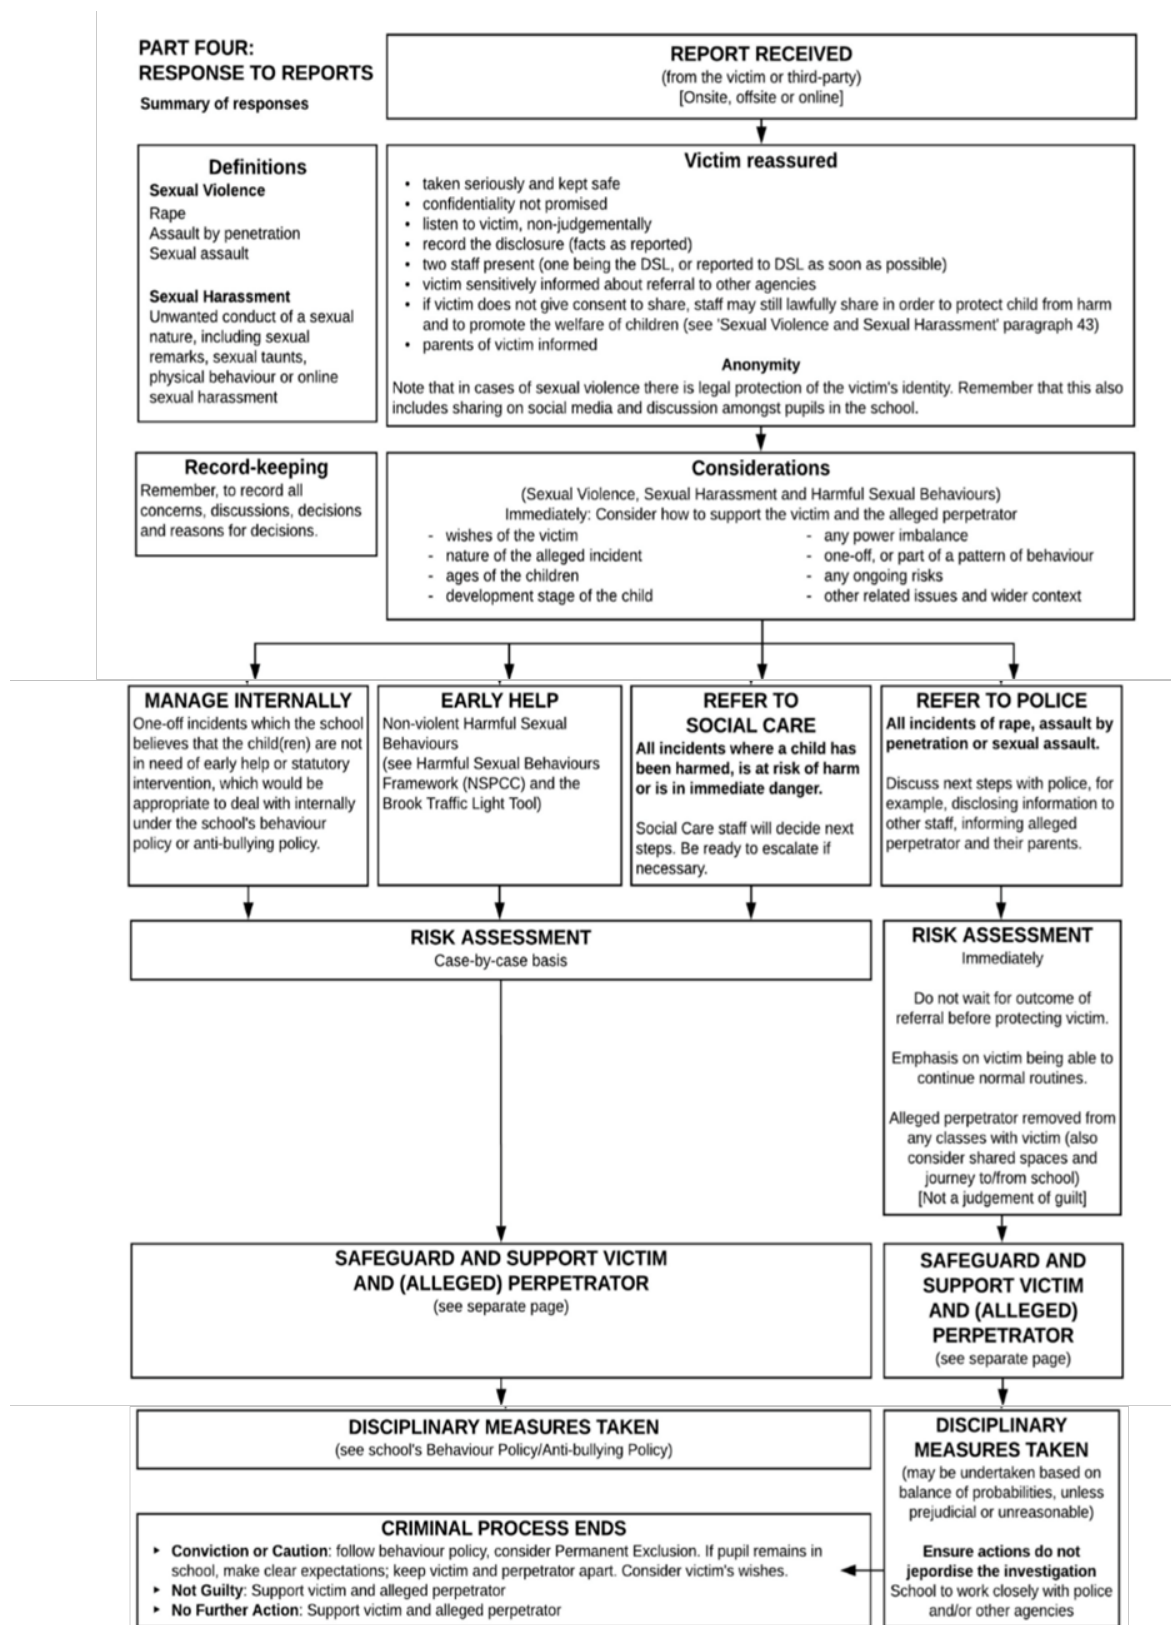 PART FOUR:
RESPONSE TO REPORTS
Summary of responses
REPORT RECEIVED
(from the victim or third-party)
[Onsite, offsite or online]
Definitions
Sexual Violence
Rape
Assault by penetration
Sexual assault
Sexual Harassment
Unwanted conduct of a sexual
nature, including sexual
remarks, sexual taunts,
physical behaviour or online
sexual harassment
Victim reassured
• taken seriously and kept safe
• confidentiality not promised
• listen to victim, non-judgementally
• record the disclosure (facts as reported)
• two staff present (one being the DSL, or reported to DSL as soon as possible)
• victim sensitively informed about referral to other agencies
• if victim does not give consent to share, staff may still lawfully share in order to protect child from harm
and to promote the welfare of children (see 'Sexual Violence and Sexual Harassment' paragraph 43)
• parents of victim informed
Anonymity
Note that in cases of sexual violence there is legal protection of the victim's identity. Remember that this also
includes sharing on social media and discussion amongst pupils in the school.
Record-keeping
Remember, to record all
concerns, discussions, decisions
and reasons for decisions.
Considerations
(Sexual Violence, Sexual Harassment and Harmful Sexual Behaviours)
Immediately: Consider how to support the victim and the alleged perpetrator
- wishes of the victim
- nature of the alleged incident
- ages of the children
- development stage of the child
- any power imbalance
- one-off, or part of a pattern of behaviour
- any ongoing risks
- other related issues and wider context
MANAGE INTERNALLY
One-off incidents which the school
believes that the child(ren) are not
in need of early help or statutory
intervention, which would be
appropriate to deal with internally
under the school's behaviour
policy or anti-bullying policy.
EARLY HELP
Non-violent Harmful Sexual
Behaviours
(see Harmful Sexual Behaviours
Framework (NSPCC) and the
Brook Traffic Light Tool)
REFER TO
SOCIAL CARE
All incidents where a child has
been harmed, is at risk of harm
or is in immediate danger.
Social Care staff will decide next
steps. Be ready to escalate if
necessary.
REFER TO POLICE
All incidents of rape, assault by
penetration or sexual assault.
Discuss next steps with police, for
example, disclosing information to
other staff, informing alleged
perpetrator and their parents.
RISK ASSESSMENT
Case-by-case basis
RISK ASSESSMENT
Immediately
Do not wait for outcome of
referral before protecting victim.
Emphasis on victim being able to
continue normal routines.
Alleged perpetrator removed from
any classes with victim (also
consider shared spaces and
journey to/from school)
[Not a judgement of guilt]
SAFEGUARD AND SUPPORT VICTIM
AND (ALLEGED) PERPETRATOR
(see separate page)
SAFEGUARD AND
SUPPORT VICTIM
AND (ALLEGED)
PERPETRATOR
(see separate page)
DISCIPLINARY MEASURES TAKEN
(see school's Behaviour Policy/Anti-bullying Policy)
DISCIPLINARY
MEASURES TAKEN
(may be undertaken based on
balance of probabilities, unless
prejudicial or unreasonable)
Ensure actions do not
jepordise the investigation
School to work closely with police
and/or other agencies
CRIMINAL PROCESS ENDS
‣ Conviction or Caution: follow behaviour policy, consider Permanent Exclusion. If pupil remains in
school, make clear expectations; keep victim and perpetrator apart. Consider victim's wishes.
‣ Not Guilty: Support victim and alleged perpetrator
‣ No Further Action: Support victim and alleged perpetrator